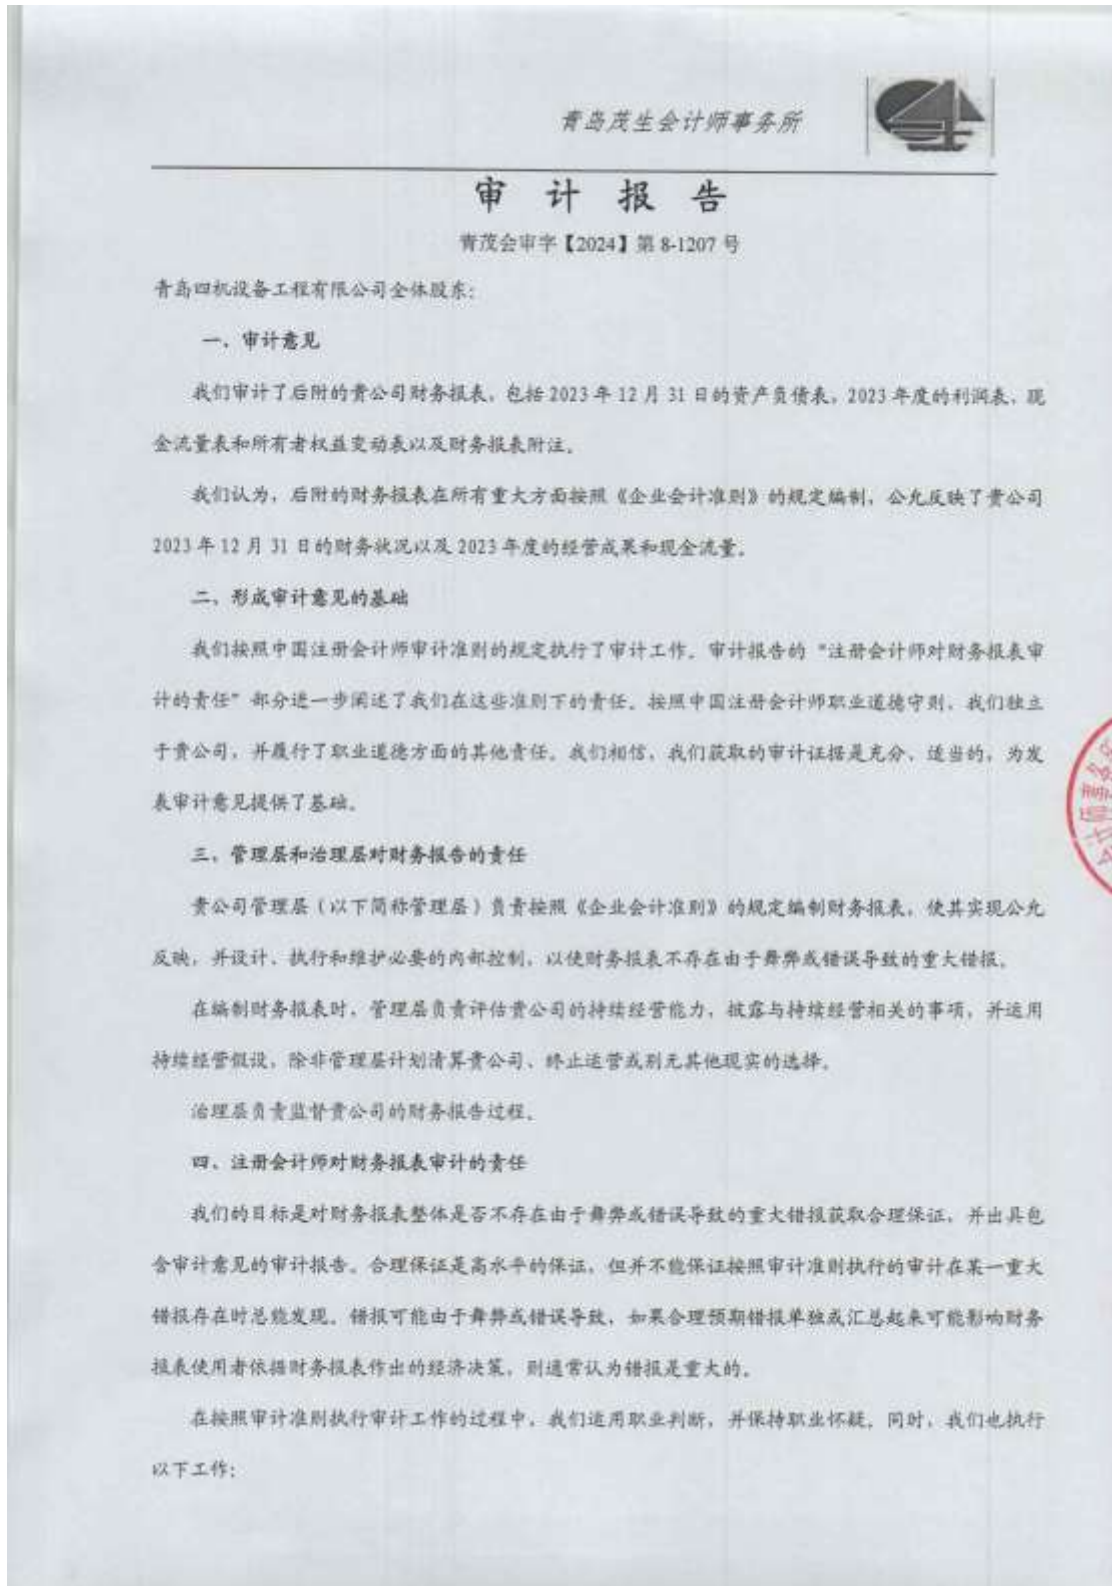 青岛茂生会计师事务所
审 计 报 告
青茂会审字【2024】第 8-1207 号
青岛四机设备工程有限公司全体股东:
一、审计意见
我们审计了后附的贵公司财务报表，包括 2023 年 12 月 31 日的资产负债表，2023 年度的利润表、现
金流量表和所有者权益变动表以及财务报表附注。
我们认为，后附的财务报表在所有重大方面按照《企业会计准则》的规定编制，公允反映了贵公司
2023 年 12 月 31 日的财务状况以及 2023 年度的经营成果和现金流量。
二、形成审计意见的基础
我们按照中国注册会计师审计准则的规定执行了审计工作。审计报告的“注册会计师对财务报表审
计的责任”部分进一步阐述了我们在这些准则下的责任。按照中国注册会计师职业道德守则，我们独立
于贵公司，并履行了职业道德方面的其他责任。我们相信，我们获取的审计证据是充分、适当的，为发
表审计意见提供了基础。
三、管理层和治理层对财务报告的责任
贵公司管理层（以下简称管理层）负责按照《企业会计准则》的规定编制财务报表，使其实现公允
反映，并设计、执行和维护必要的内部控制，以使财务报表不存在由于舞弊或错误导致的重大错报。
在编制财务报表时，管理层负责评估贵公司的持续经营能力，披露与持续经营相关的事项，并运用
持续经营假设，除非管理层计划清算贵公司、终止运营或别无其他现实的选择。
治理层负责监督贵公司的财务报告过程。
四、注册会计师对财务报表审计的责任
我们的目标是对财务报表整体是否不存在由于舞弊或错误导致的重大错报获取合理保证，并出具包
含审计意见的审计报告。合理保证是高水平的保证，但并不能保证按照审计准则执行的审计在某一重大
错报存在时总能发现。错报可能由于舞弊或错误导致，如果合理预期错报单独或汇总起来可能影响财务
报表使用者依据财务报表作出的经济决策，则通常认为错报是重大的。
在按照审计准则执行审计工作的过程中，我们运用职业判断，并保持职业怀疑。同时，我们也执行
以下工作: